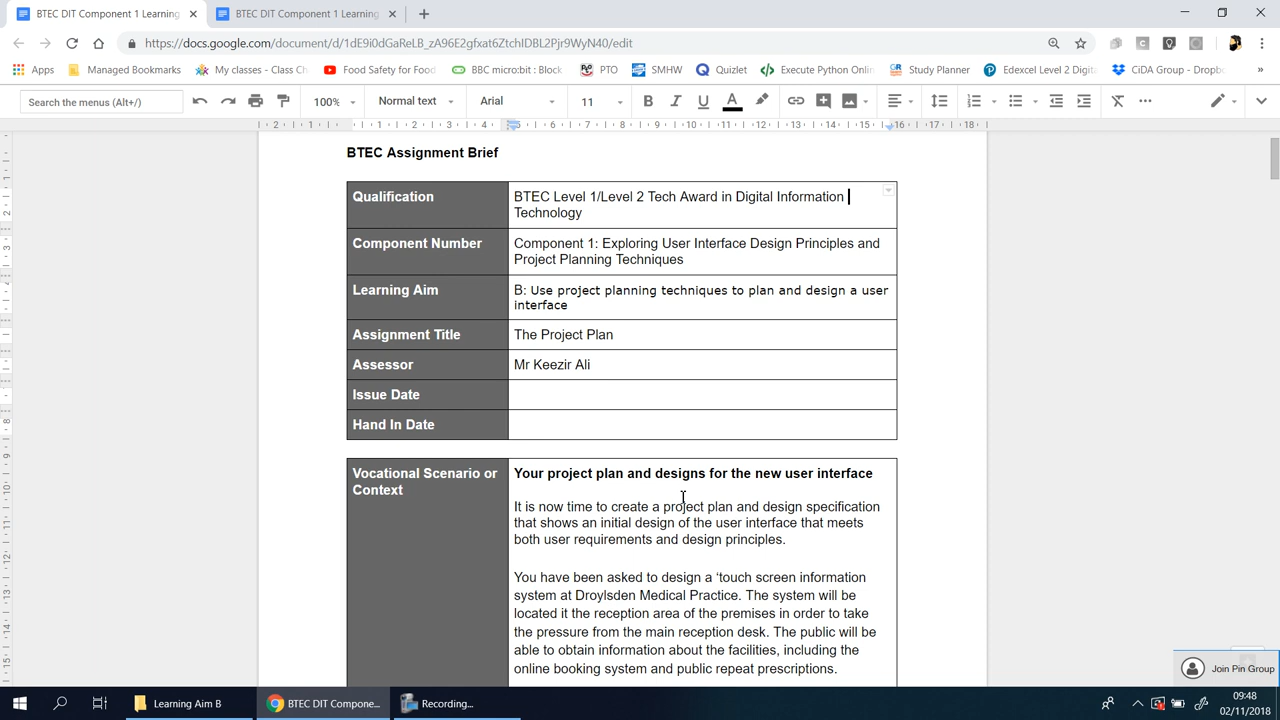 BTEC DIT Component 1 Learning
BTEC DIT Component 1 Learning
https://docs.google.com/document/d/1dE9i0dGaReLB_zA96E2gfxat6ZtchIDBL2Pjr9WyN40/edit
Apps
Managed Bookmarks
My classes - Class Ch
Food Safety for Food
BBC micro:bit : Block
PTO
SMHW
Quizlet
Execute Python Onlin
Study Planner
Edexcel Level 2 Digit
CiDA Group - Dropb
Search the menus (Alt+/)
100%
Normal text
Arial
11
BTEC Assignment Brief
Qualification
BTEC Level 1/Level 2 Tech Award in Digital Information
Technology
Component Number
Component 1: Exploring User Interface Design Principles and
Project Planning Techniques
Learning Aim
B: Use project planning techniques to plan and design a user
interface
Assignment Title
The Project Plan
Assessor
Mr Keezir Ali
Issue Date
Hand In Date
Vocational Scenario or
Context
Your project plan and designs for the new user interface
It is now time to create a project plan and design specification
that shows an initial design of the user interface that meets
both user requirements and design principles.
You have been asked to design a ‘touch screen information
system at Droylsden Medical Practice. The system will be
located it the reception area of the premises in order to take
the pressure from the main reception desk. The public will be
able to obtain information about the facilities, including the
online booking system and public repeat prescriptions.
Join Pin Group
Learning Aim B
BTEC DIT Compone...
Recording...
09:48
02/11/2018